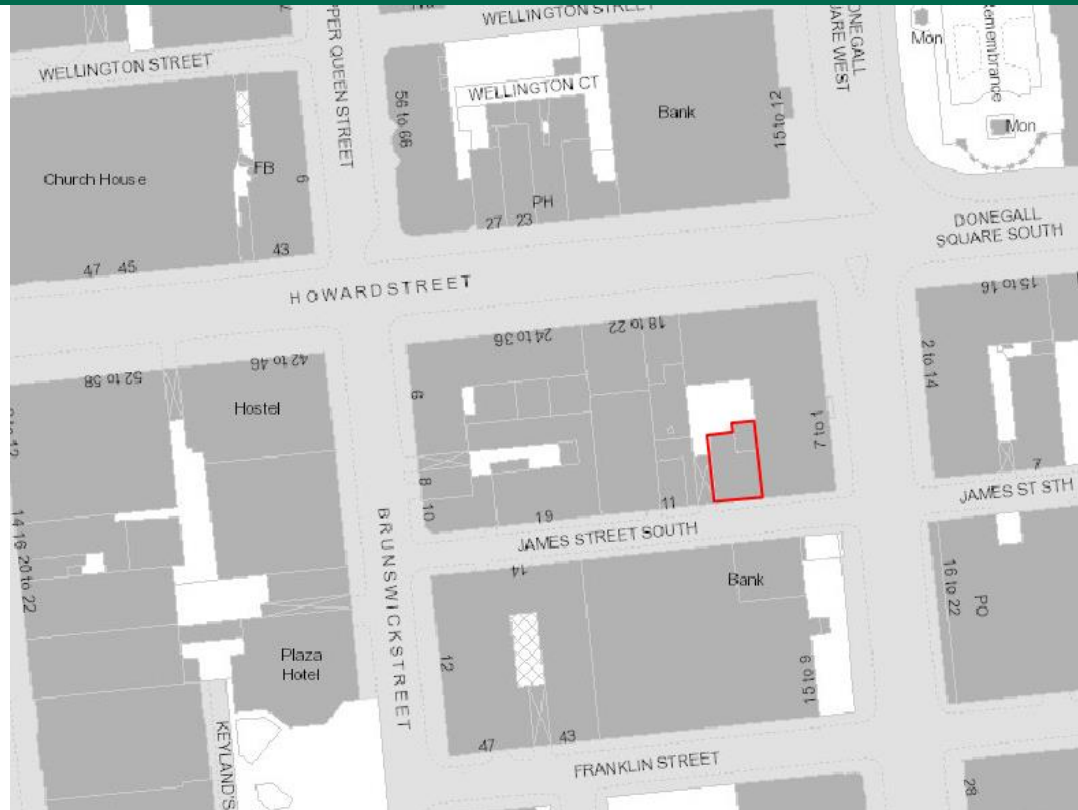 WELLINGTON STREET
WELLINGTON STREET
WELLINGTON CT
UPPER QUEEN STREET
DONEGALL
SQUARE WEST
Remembrance
Mon
Mon
Church House
FB
6
47 45
43
56 to 66
27 23
PH
Bank
15 to 12
DONEGALL
SQUARE SOUTH
HOWARD STREET
52 to 58
42 to 46
Hostel
24 to 36
18 to 22
6
8
10
19
11
7 to 1
15 to 16
2 to 14
7
JAMES STREET SOUTH
JAMES ST STH
BRUNSWICK STREET
14 16 20 to 22
Plaza
Hotel
KEYLAND'S
14
12
47
43
Bank
15 to 9
16 to 22
PO
FRANKLIN STREET
28